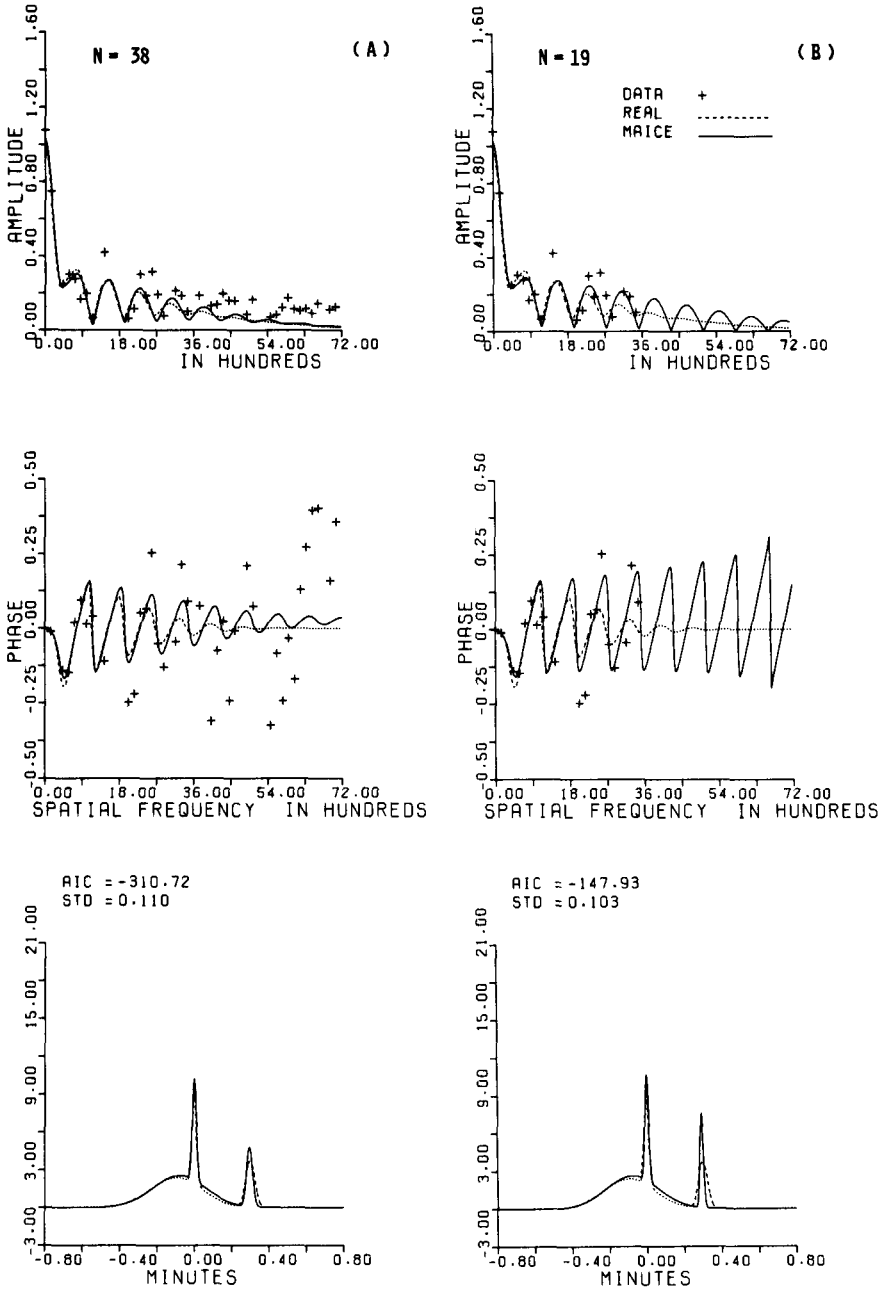 N = 38
(A)
AMPLITUDE
1.60
1.20
0.80
0.40
0.00
0.00 18.00 36.00 54.00 72.00
IN HUNDREDS
N = 19
(B)
DATA +
REAL
MAICE
AMPLITUDE
1.60
1.20
0.80
0.40
0.00
0.00 18.00 36.00 54.00 72.00
IN HUNDREDS
PHASE
0.50
0.25
0.00
-0.25
-0.50
0.00 18.00 36.00 54.00 72.00
SPATIAL FREQUENCY IN HUNDREDS
PHASE
0.50
0.25
0.00
-0.25
-0.50
0.00 18.00 36.00 54.00 72.00
SPATIAL FREQUENCY IN HUNDREDS
AIC =-310.72
STD =0.110
21.00
15.00
9.00
3.00
-3.00
-0.80 -0.40 0.00 0.40 0.80
MINUTES
AIC =-147.93
STD =0.103
21.00
15.00
9.00
3.00
-3.00
-0.80 -0.40 0.00 0.40 0.80
MINUTES